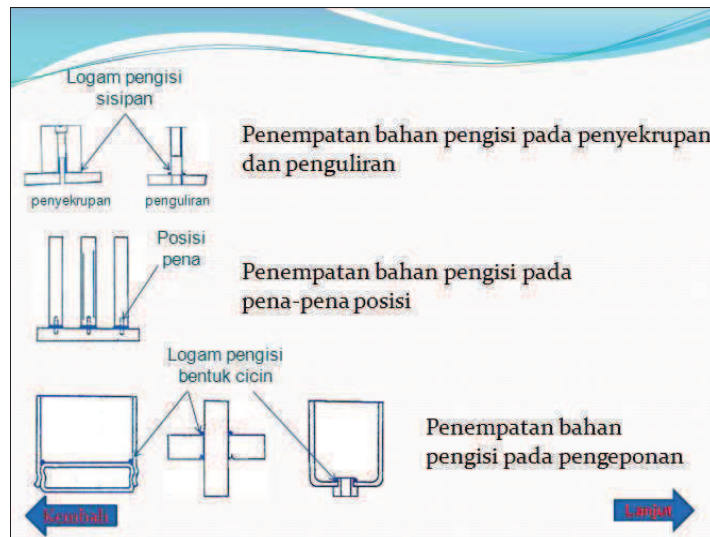 Logam pengisi
sisipan
Penempatan bahan pengisi pada penyekrupan
dan penguliran
penyekrupan
penguliran
Posisi
pena
Penempatan bahan pengisi pada
pena-pena posisi
Logam pengisi
bentuk cicin
Penempatan bahan
pengisi pada pengeponan
Kembali
Lanjut